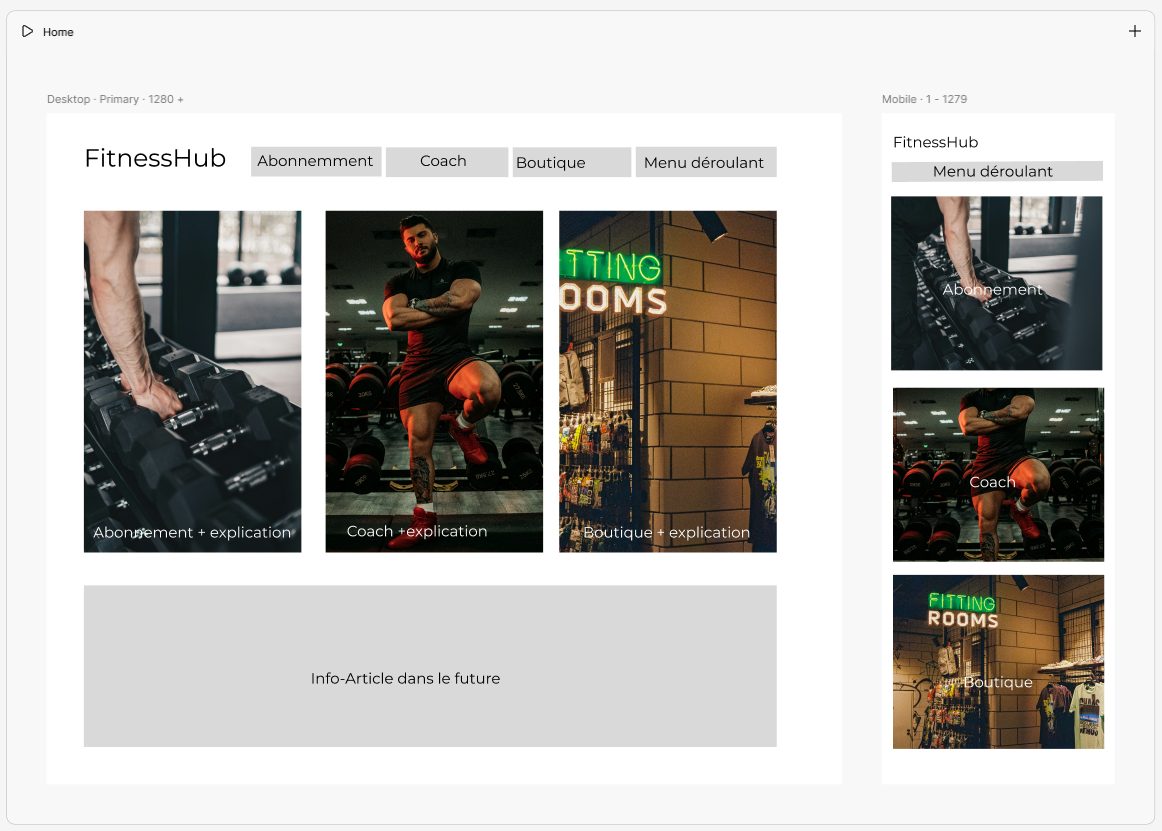 Home
Desktop · Primary · 1280 +
FitnessHub
Abonnemment
Coach
Boutique
Menu déroulant
TTING
OOMS
Abonnement + explication
Coach +explication
Boutique + explication
Info-Article dans le future
Mobile · 1 - 1279
FitnessHub
Menu déroulant
Abonnement
Coach
FITTING
ROOMS
Boutique